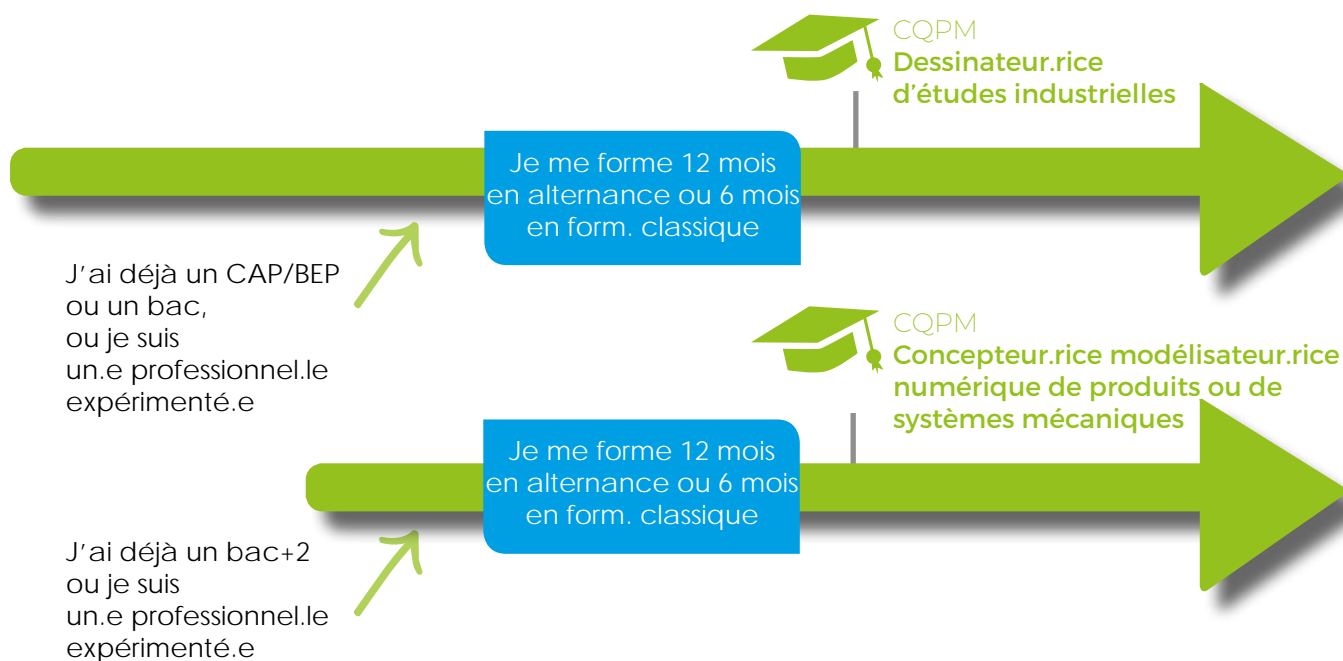 CQPM
Dessinateur.rice
d'études industrielles
Je me forme 12 mois
en alternance ou 6 mois
en form. classique
J'ai déjà un CAP/BEP
ou un bac,
ou je suis
un.e professionnel.le
expérimenté.e
CQPM
Concepteur.rice modélisateur.rice
numérique de produits ou de
systèmes mécaniques
Je me forme 12 mois
en alternance ou 6 mois
en form. classique
J'ai déjà un bac+2
ou je suis
un.e professionnel.le
expérimenté.e